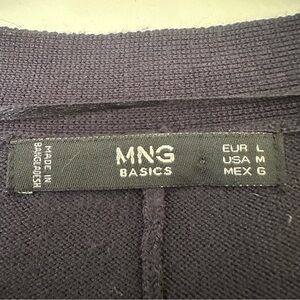 MADE IN
BANGLADESH
MNG
BASICS
EUR L
USA M
MEX G